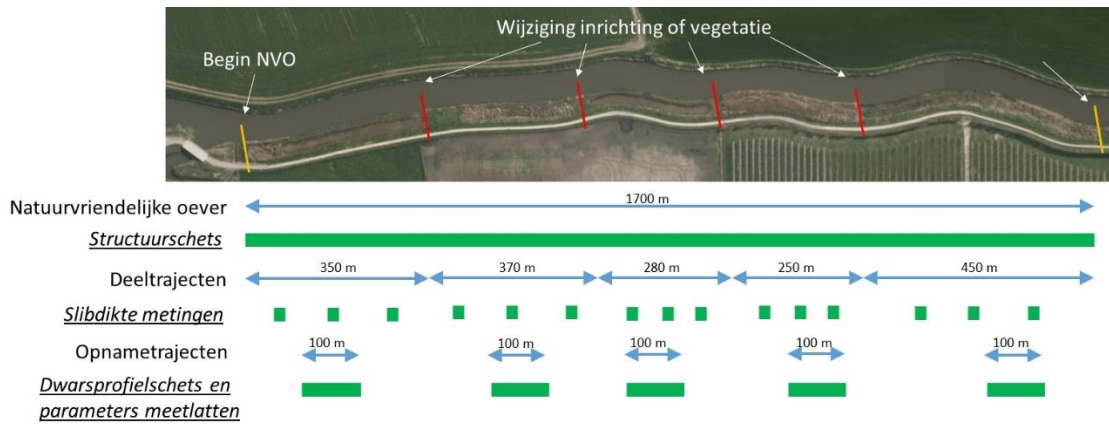 Wijziging inrichting of vegetatie
Begin NVO
Natuurvriendelijke oever
1700 m
Structuurschets
Deeltrajecten
350 m
370 m
280 m
250 m
450 m
Slibdikte metingen
Opnametrajecten
100 m
100 m
100 m
100 m
100 m
Dwarsprofielschets en
parameters meetlatten